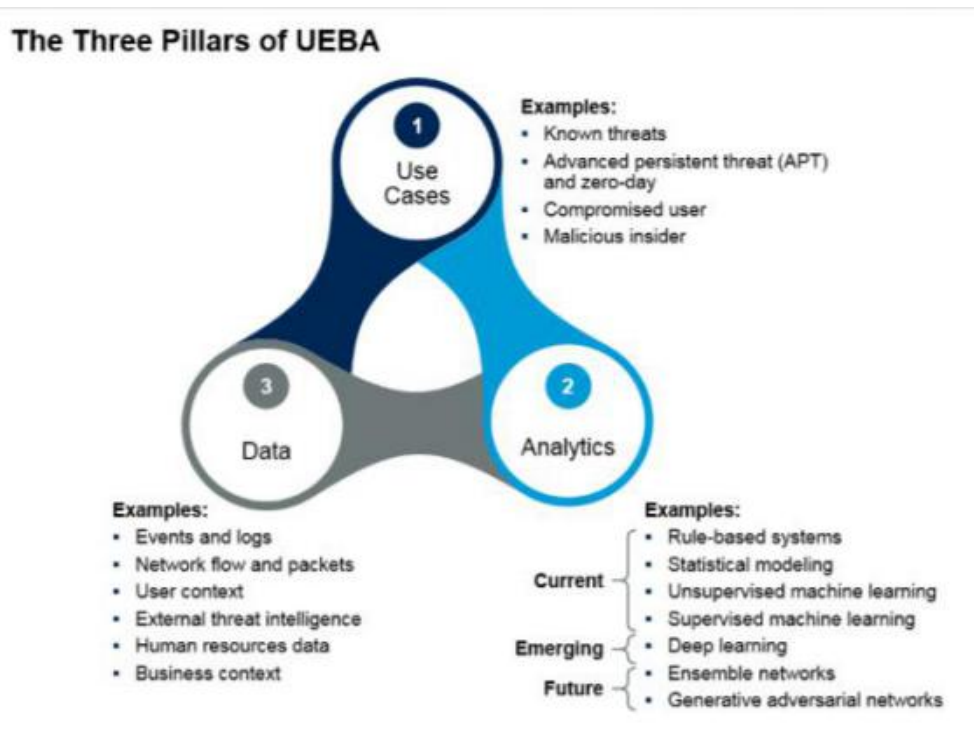 The Three Pillars of UEBA
1
Use
Cases
Examples:
▪ Known threats
▪ Advanced persistent threat (APT)
and zero-day
▪ Compromised user
▪ Malicious insider
3
Data
2
Analytics
Examples:
▪ Events and logs
▪ Network flow and packets
▪ User context
▪ External threat intelligence
▪ Human resources data
▪ Business context
Examples:
Current
▪ Rule-based systems
▪ Statistical modeling
▪ Unsupervised machine learning
▪ Supervised machine learning
Emerging
▪ Deep learning
Future
▪ Ensemble networks
▪ Generative adversarial networks